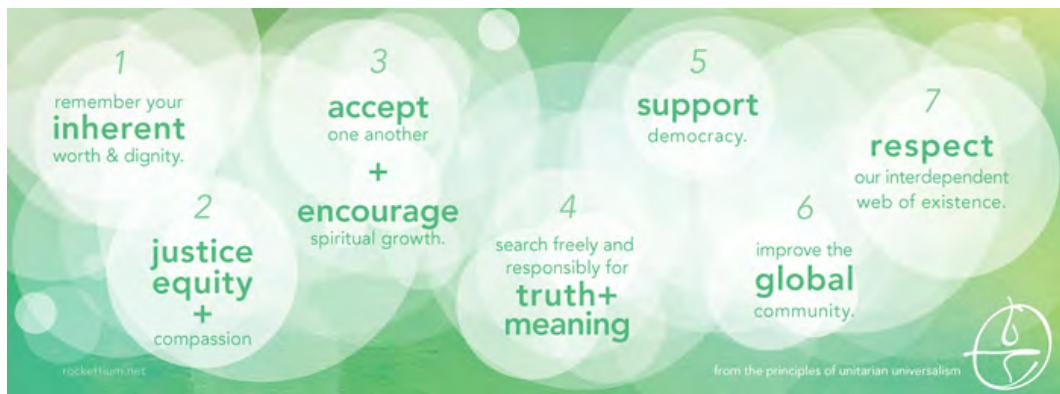 1
remember your
inherent
worth & dignity.
2
justice
equity
+
compassion
3
accept
one another
+
encourage
spiritual growth.
4
search freely and
responsibly for
truth+
meaning
5
support
democracy.
6
improve the
global
community.
7
respect
our interdependent
web of existence.
rockettium.net
from the principles of unitarian universalism